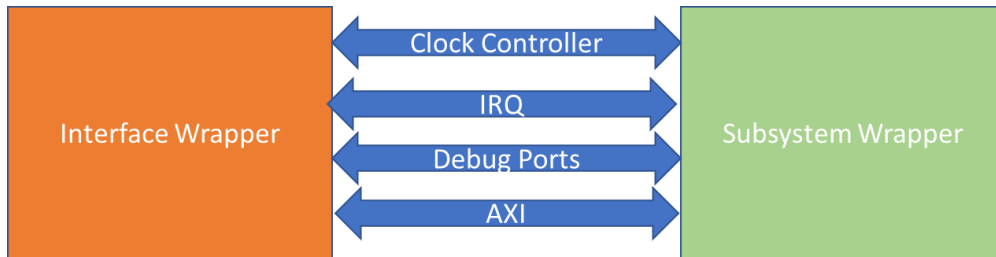 Clock Controller
IRQ
Interface Wrapper
Subsystem Wrapper
Debug Ports
AXI